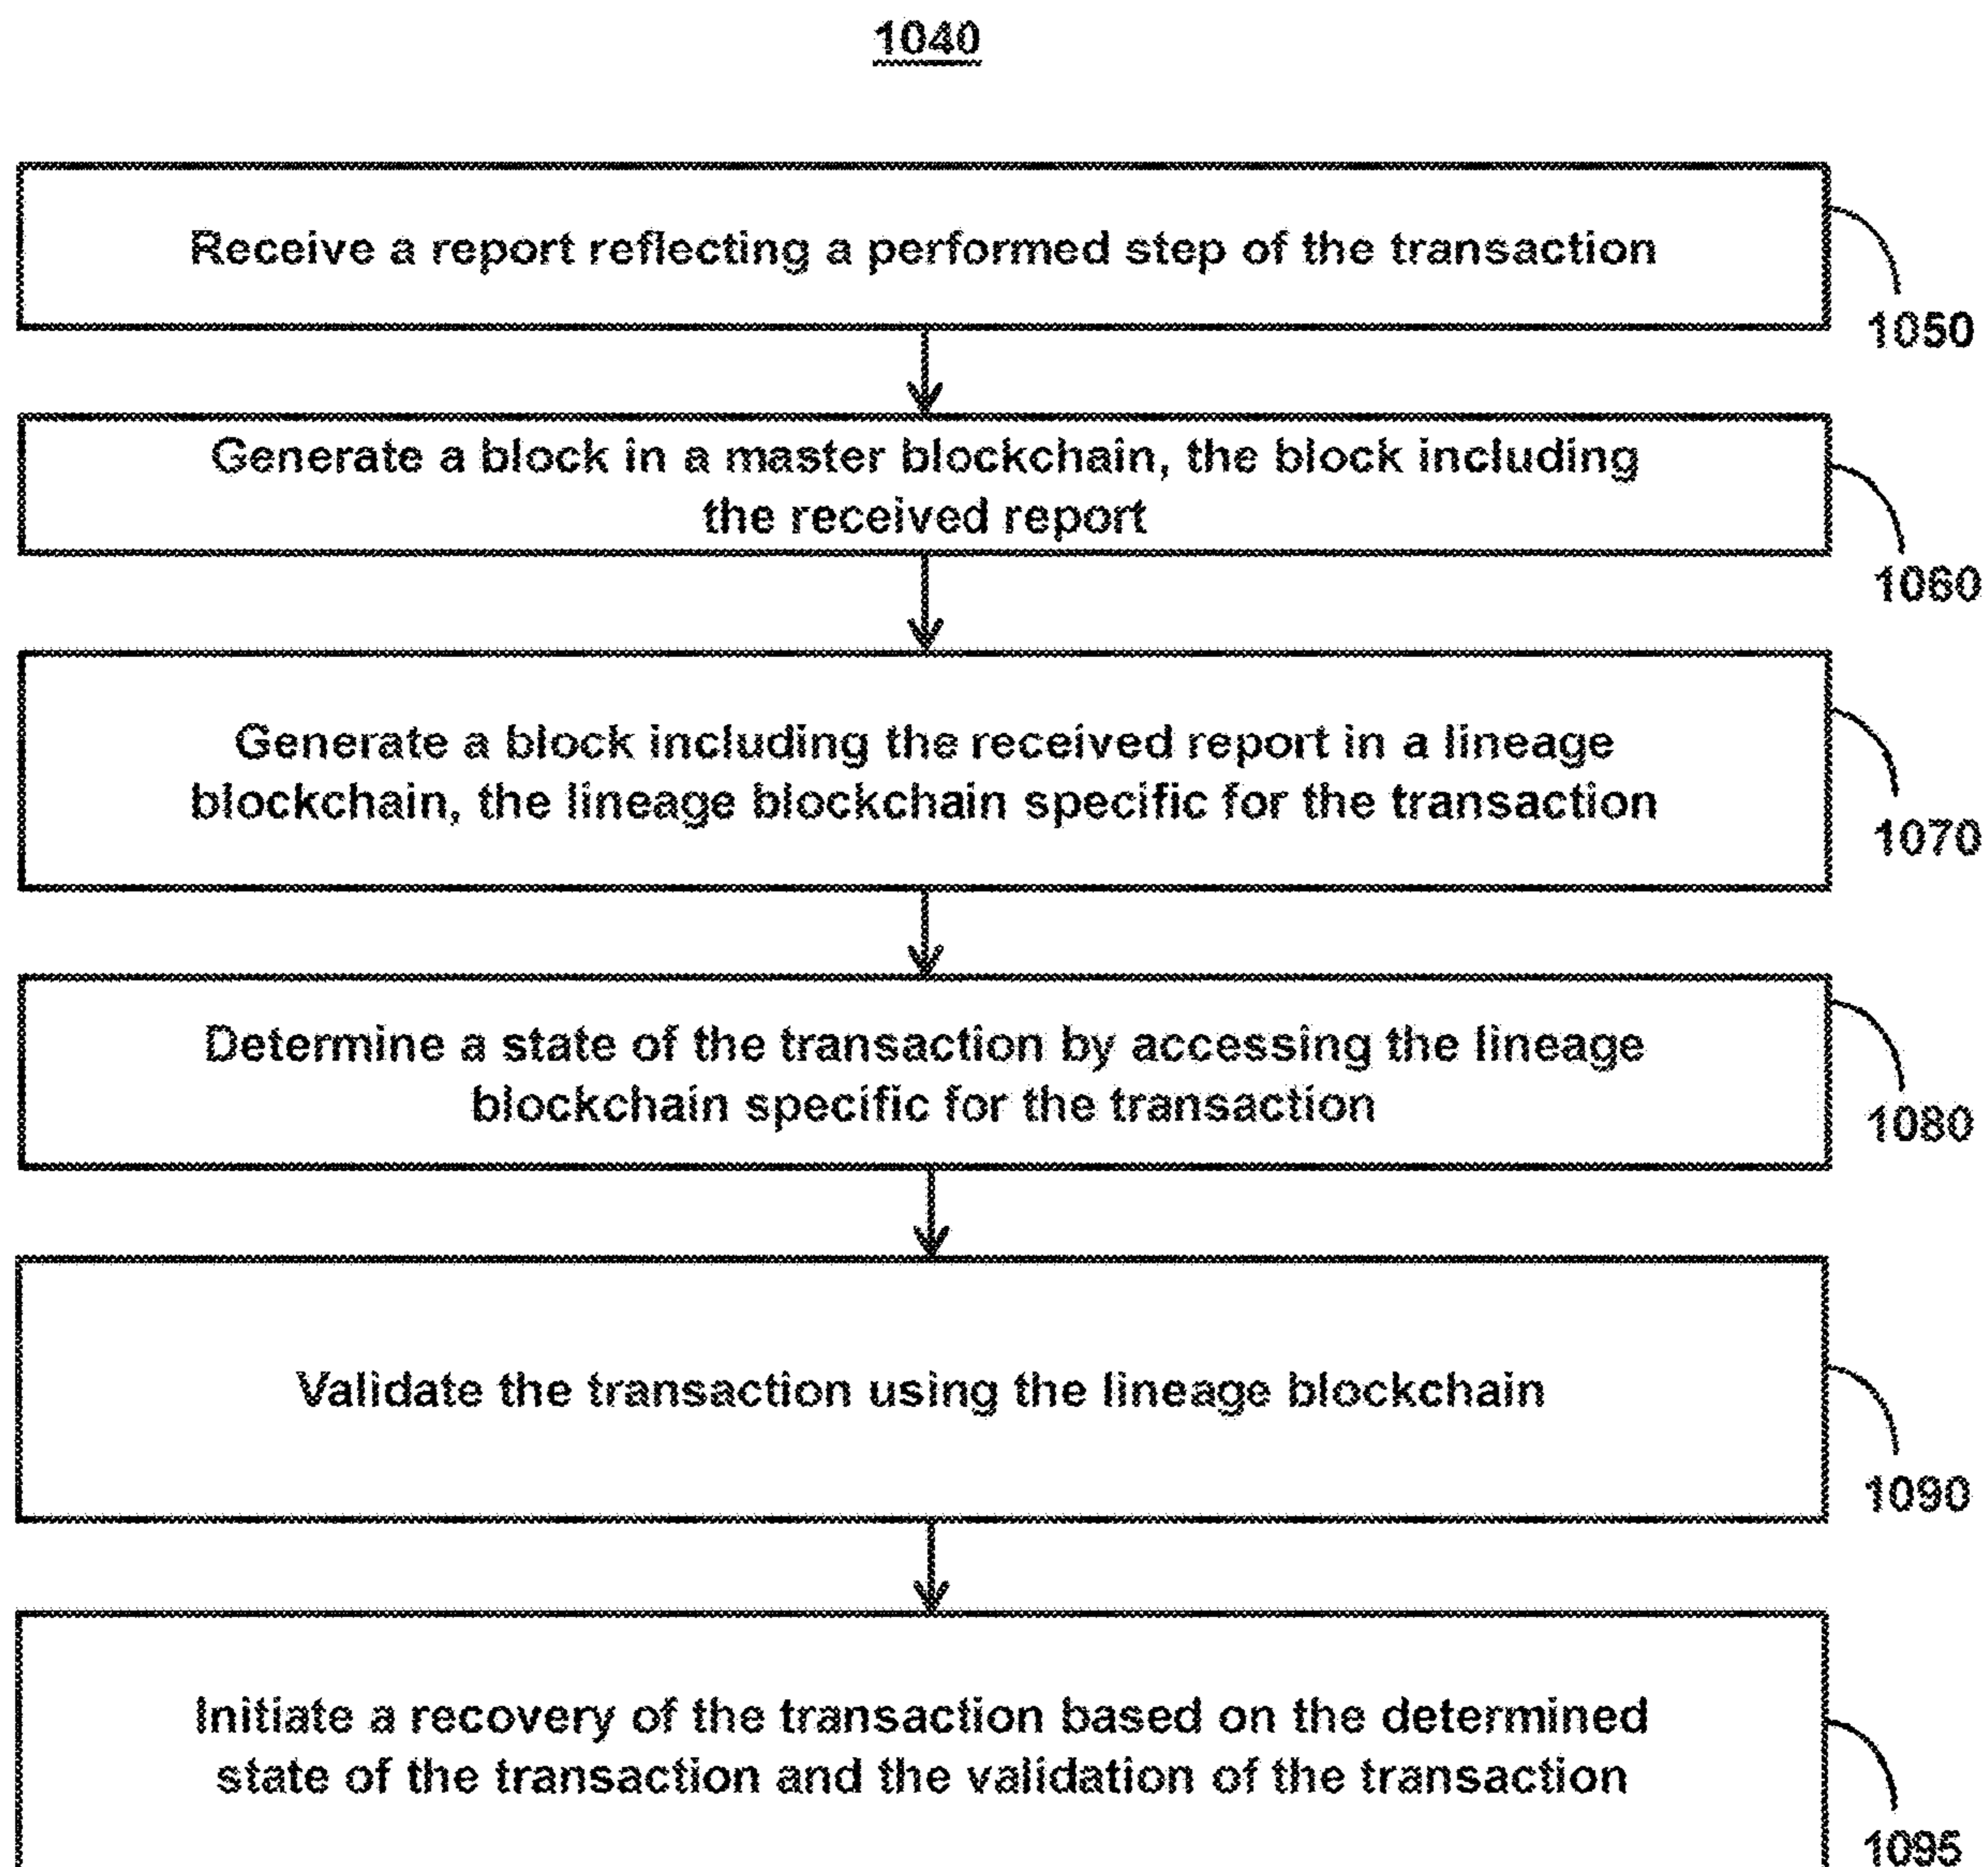 1040
Receive a report reflecting a performed step of the transaction
1050
Generate a block in a master blockchain, the block including
the received report
1060
Generate a block including the received report in a lineage
blockchain, the lineage blockchain specific for the transaction
1070
Determine a state of the transaction by accessing the lineage
blockchain specific for the transaction
1080
Validate the transaction using the lineage blockchain
1090
Initiate a recovery of the transaction based on the determined
state of the transaction and the validation of the transaction
1095